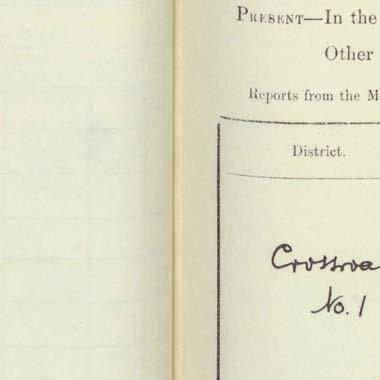 PRESENT—In the
Other
Reports from the M
District.
Crossroa
No. 1